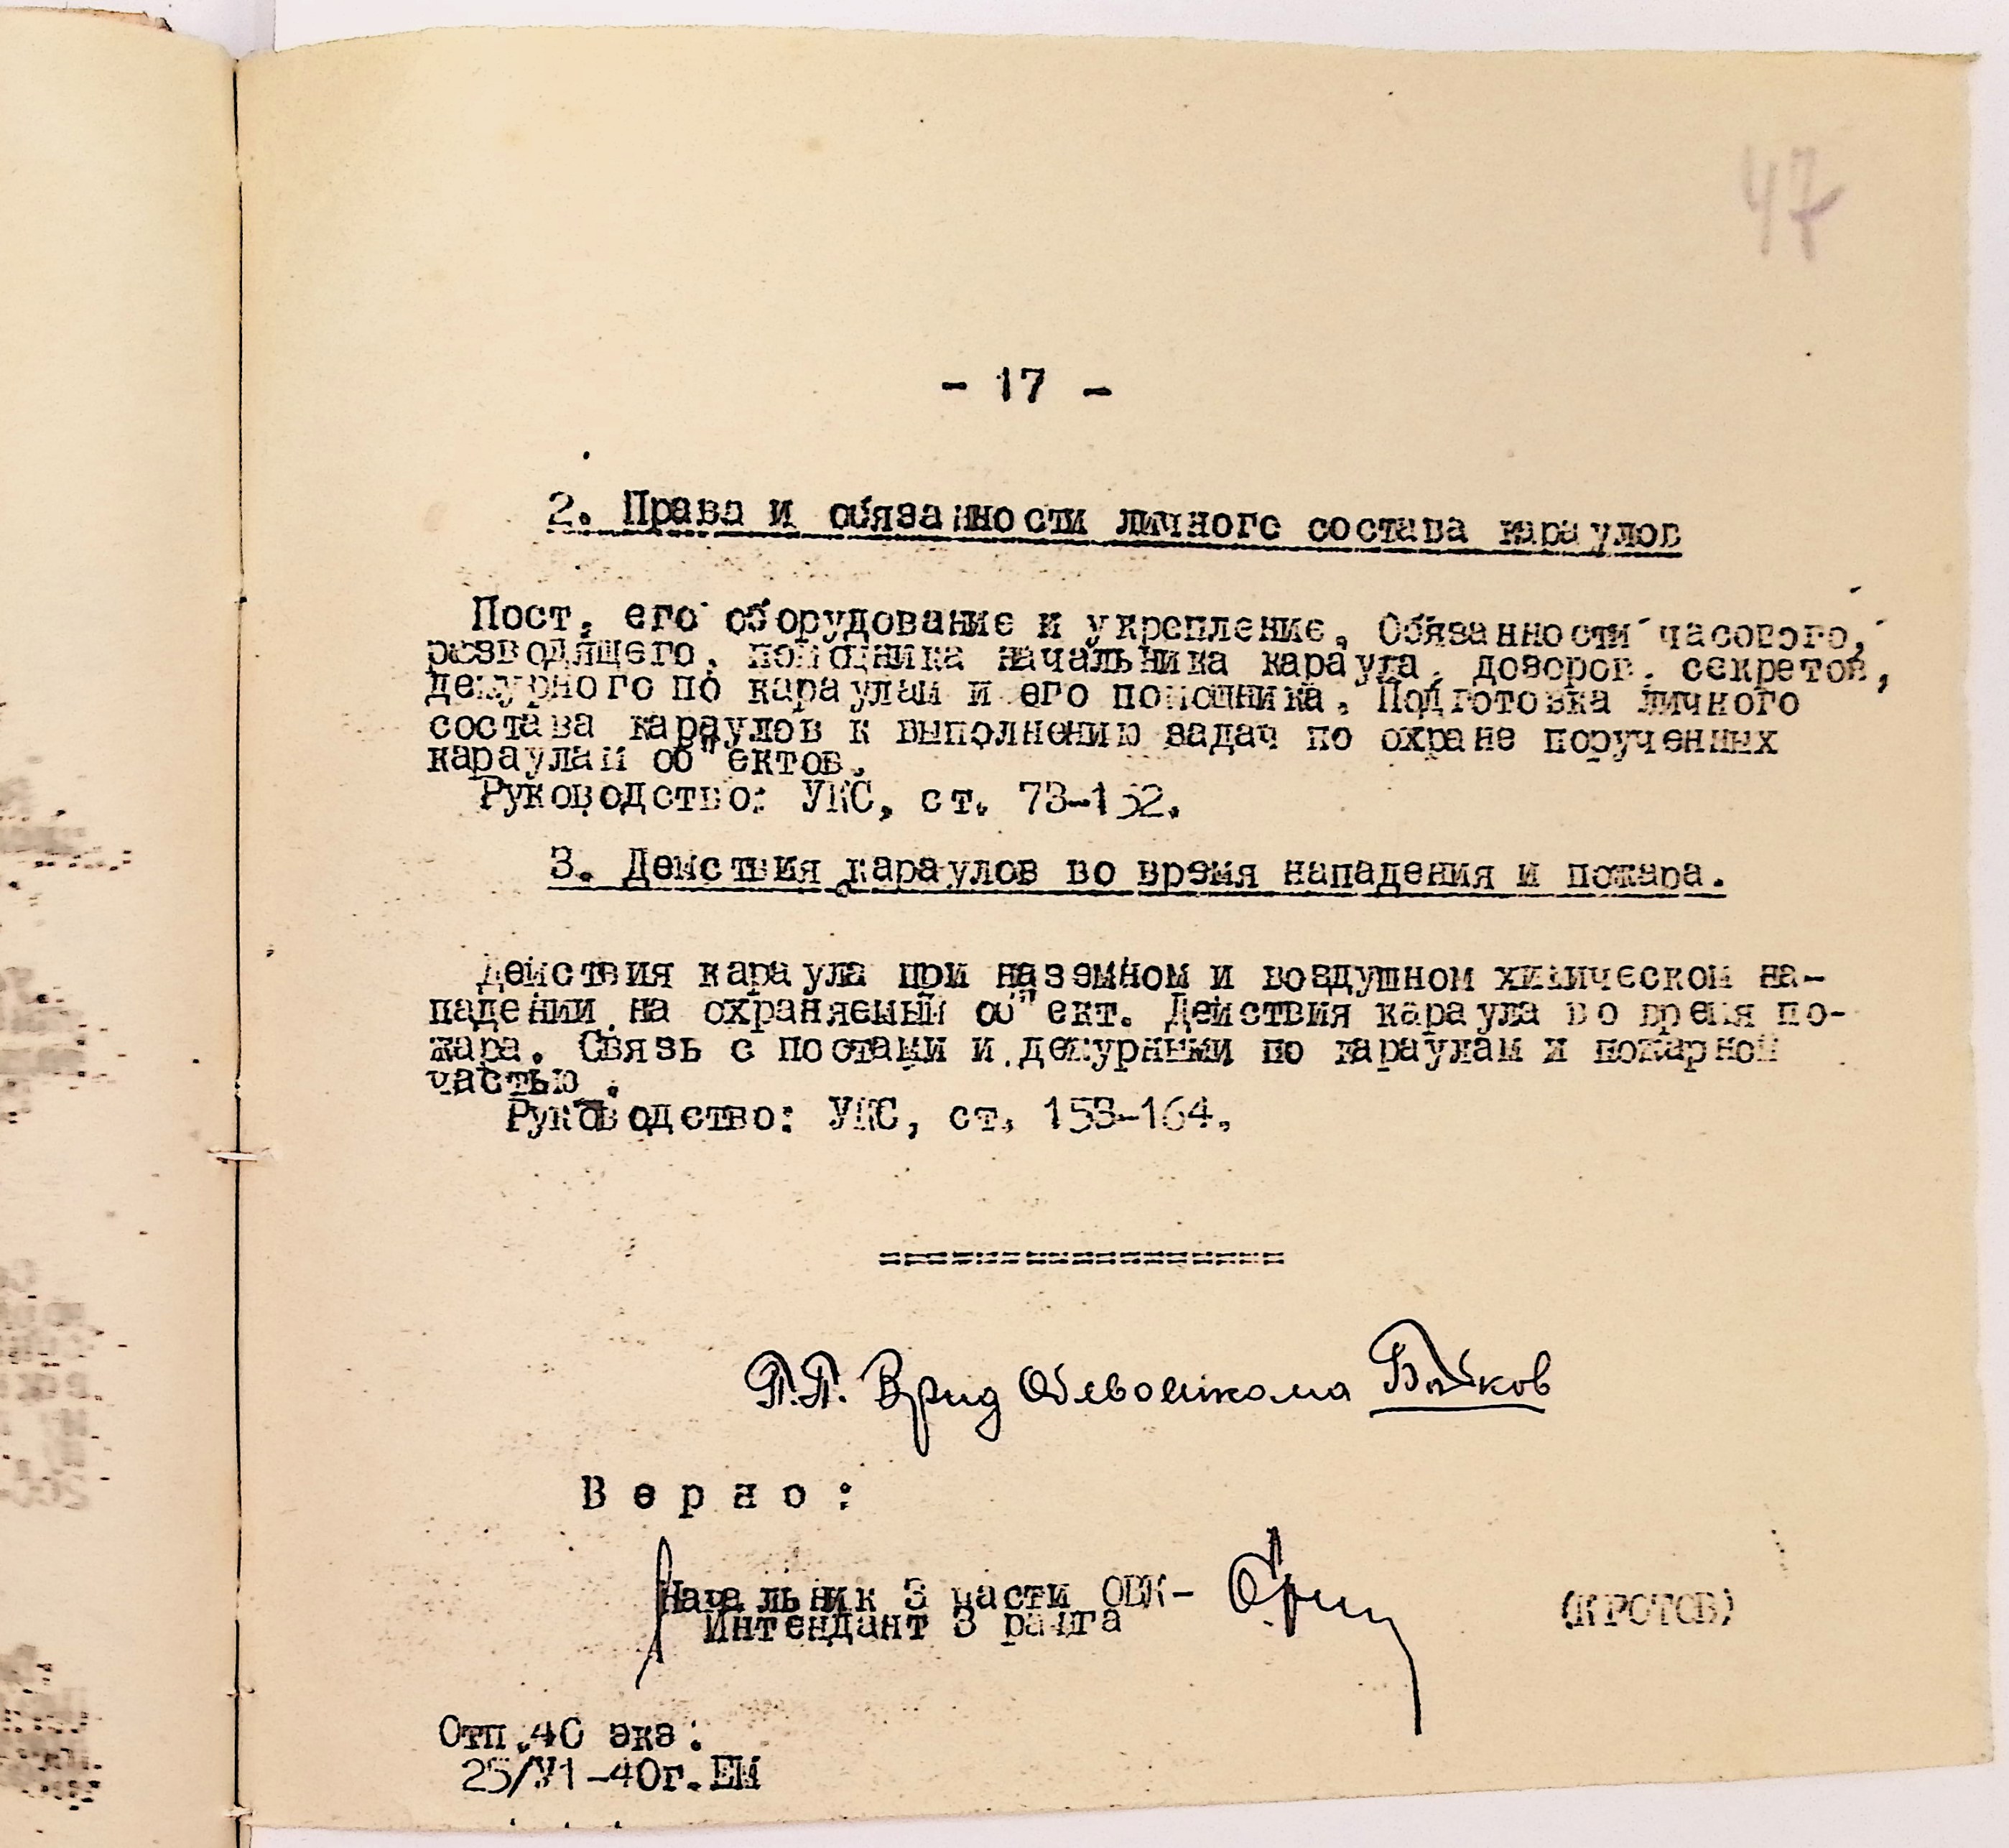 47
- 17 -
2. Права и обязанности личного состава караулов
Пост, его оборудование и укрепление. Обязанности часового,
разводящего, помощника начальника караула, дозоров, секретов,
дежурного по караулам и его помощника. Подготовка личного
состава караулов к выполнению задач по охране порученных
караулам об"ектов.
Руководство: УКС, ст. 73-152.
3. Действия караулов во время нападения и пожара.
Действия караула при наземном и воздушном химическом на-
падении на охраняемый об"ект. Действия караула во время по-
жара. Связь с постами и дежурными по караулам и пожарной
частью.
Руководство: УКС, ст. 153-164.
====================
П.П. Врид Облвоенкома
Верно:
Начальник 3 части ОВК-
Интендант 3 ранга
(КРОТОВ)
Отп.40 экз.
25/У1-40г.ЕМ